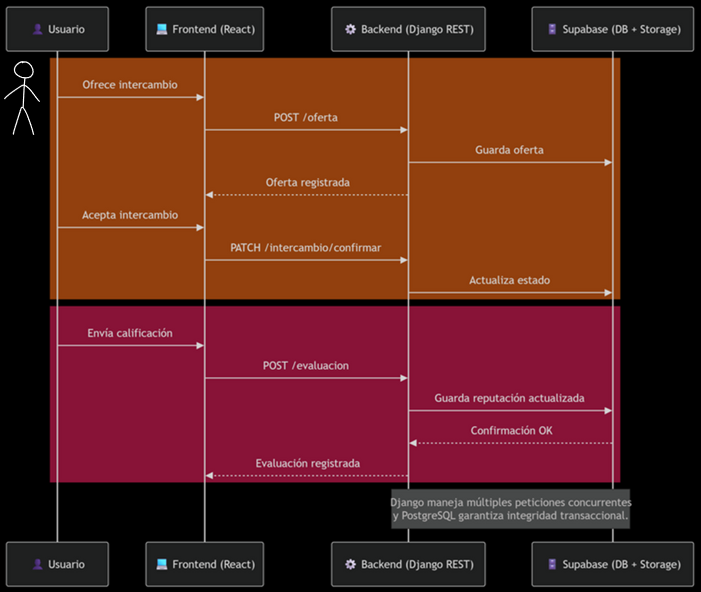 Usuario
Frontend (React)
Backend (Django REST)
Supabase (DB + Storage)
Ofrece intercambio
POST /oferta
Guarda oferta
Oferta registrada
Acepta intercambio
PATCH /intercambio/confirmar
Actualiza estado
Envía calificación
POST /evaluacion
Guarda reputación actualizada
Confirmación OK
Evaluación registrada
Django maneja múltiples peticiones concurrentes
y PostgreSQL garantiza integridad transaccional.
Usuario
Frontend (React)
Backend (Django REST)
Supabase (DB + Storage)